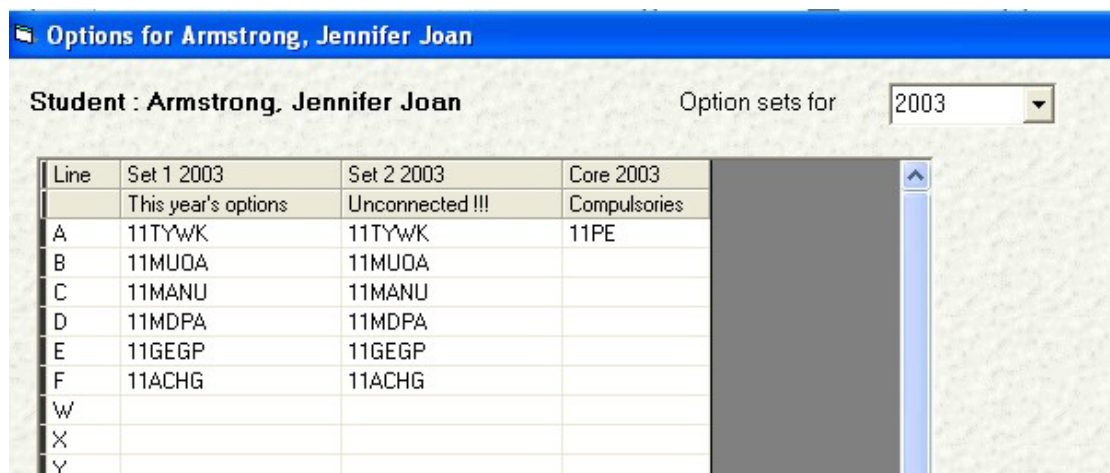 Options for Armstrong, Jennifer Joan
Student : Armstrong, Jennifer Joan Option sets for 2003
Line Set 1 2003 Set 2 2003 Core 2003
This year's options Unconnected !!! Compulsories
A 11TYWK 11TYWK 11PE
B 11MUOA 11MUOA
C 11MANU 11MANU
D 11MDPA 11MDPA
E 11GEGP 11GEGP
F 11ACHG 11ACHG
W
X
Y